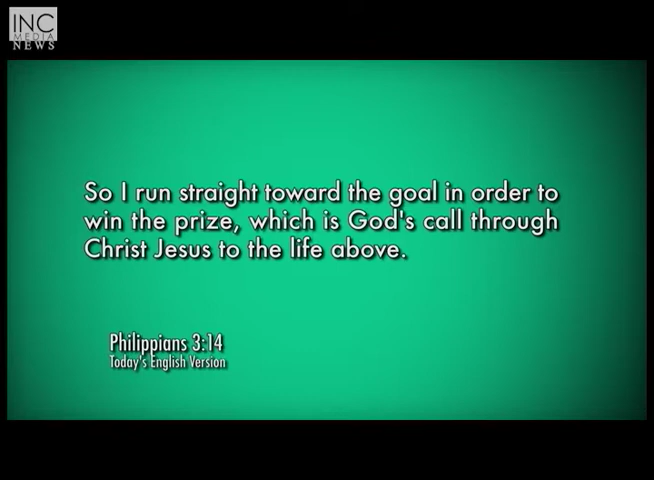 INC
MEDIA
NEWS
So I run straight toward the goal in order to
win the prize, which is God's call through
Christ Jesus to the life above.
Philippians 3:14
Today's English Version